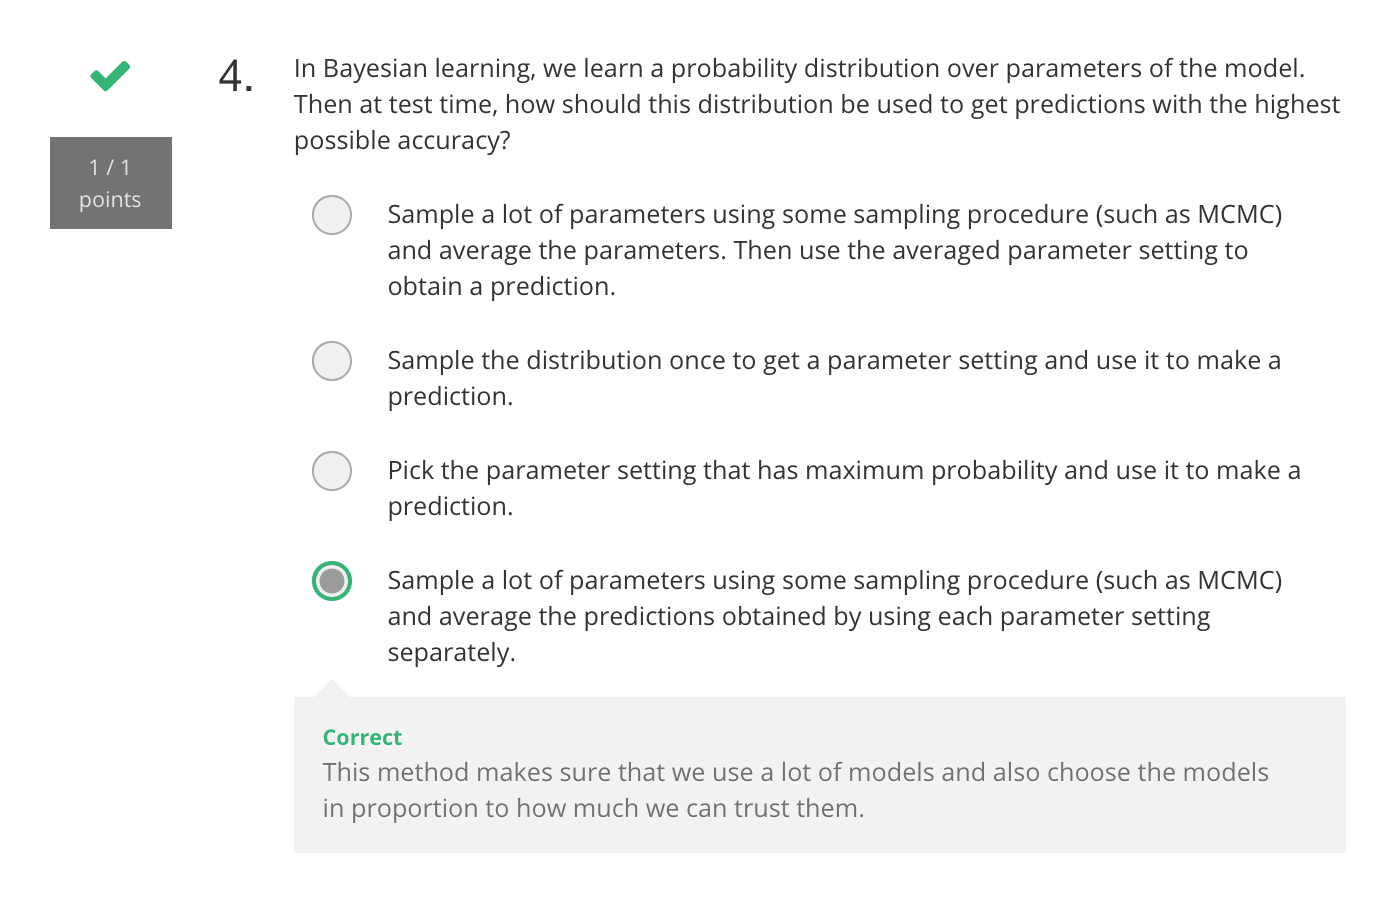 4.
In Bayesian learning, we learn a probability distribution over parameters of the model.
Then at test time, how should this distribution be used to get predictions with the highest
possible accuracy?
1 / 1
points
Sample a lot of parameters using some sampling procedure (such as MCMC)
and average the parameters. Then use the averaged parameter setting to
obtain a prediction.
Sample the distribution once to get a parameter setting and use it to make a
prediction.
Pick the parameter setting that has maximum probability and use it to make a
prediction.
Sample a lot of parameters using some sampling procedure (such as MCMC)
and average the predictions obtained by using each parameter setting
separately.
Correct
This method makes sure that we use a lot of models and also choose the models
in proportion to how much we can trust them.